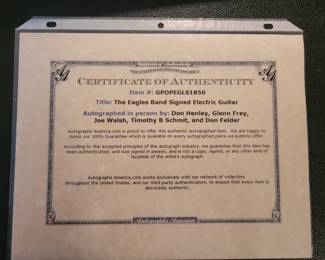 CERTIFICATE OF AUTHENTICITY
Item #: GPOPEGLS1850
Title: The Eagles Band Signed Electric Guitar
Autographed in person by: Don Henley, Glenn Frey,
Joe Walsh, Timothy B Schmit, and Don Felder
Autographs America.com is proud to offer this authentic autographed item. We are happy to
honor our 100% Guarantee which is available on every autographed piece we publicly offer.
According to the accepted principles of the autograph industry, we guarantee that this item has
been authenticated, and was signed in person, and is not a copy, reprint, or any other kind of
facsimile of the artist's autograph.
Autographs America.com works exclusively with our network of collectors
throughout the United States, and our third party authenticators, to ensure that every item is
absolutely authentic.
Autographs America